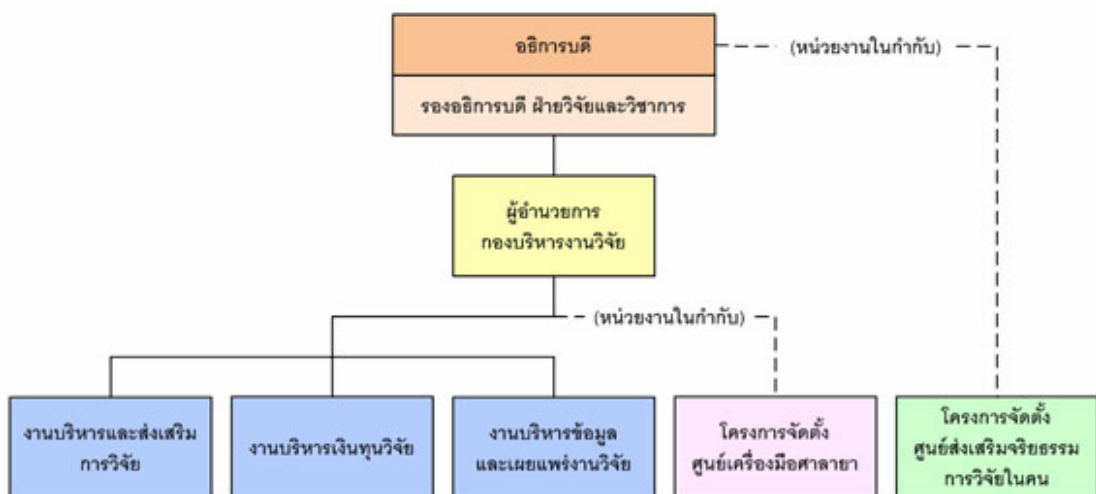 อธิการบดี
(หน่วยงานในกำกับ)
รองอธิการบดี ฝ่ายวิจัยและวิชาการ
ผู้อำนวยการ
กองบริหารงานวิจัย
(หน่วยงานในกำกับ)
งานบริหารและส่งเสริม
การวิจัย
งานบริหารเงินทุนวิจัย
งานบริหารข้อมูล
และเผยแพร่งานวิจัย
โครงการจัดตั้ง
ศูนย์เครื่องมือศาลายา
โครงการจัดตั้ง
ศูนย์ส่งเสริมจริยธรรม
การวิจัยในคน